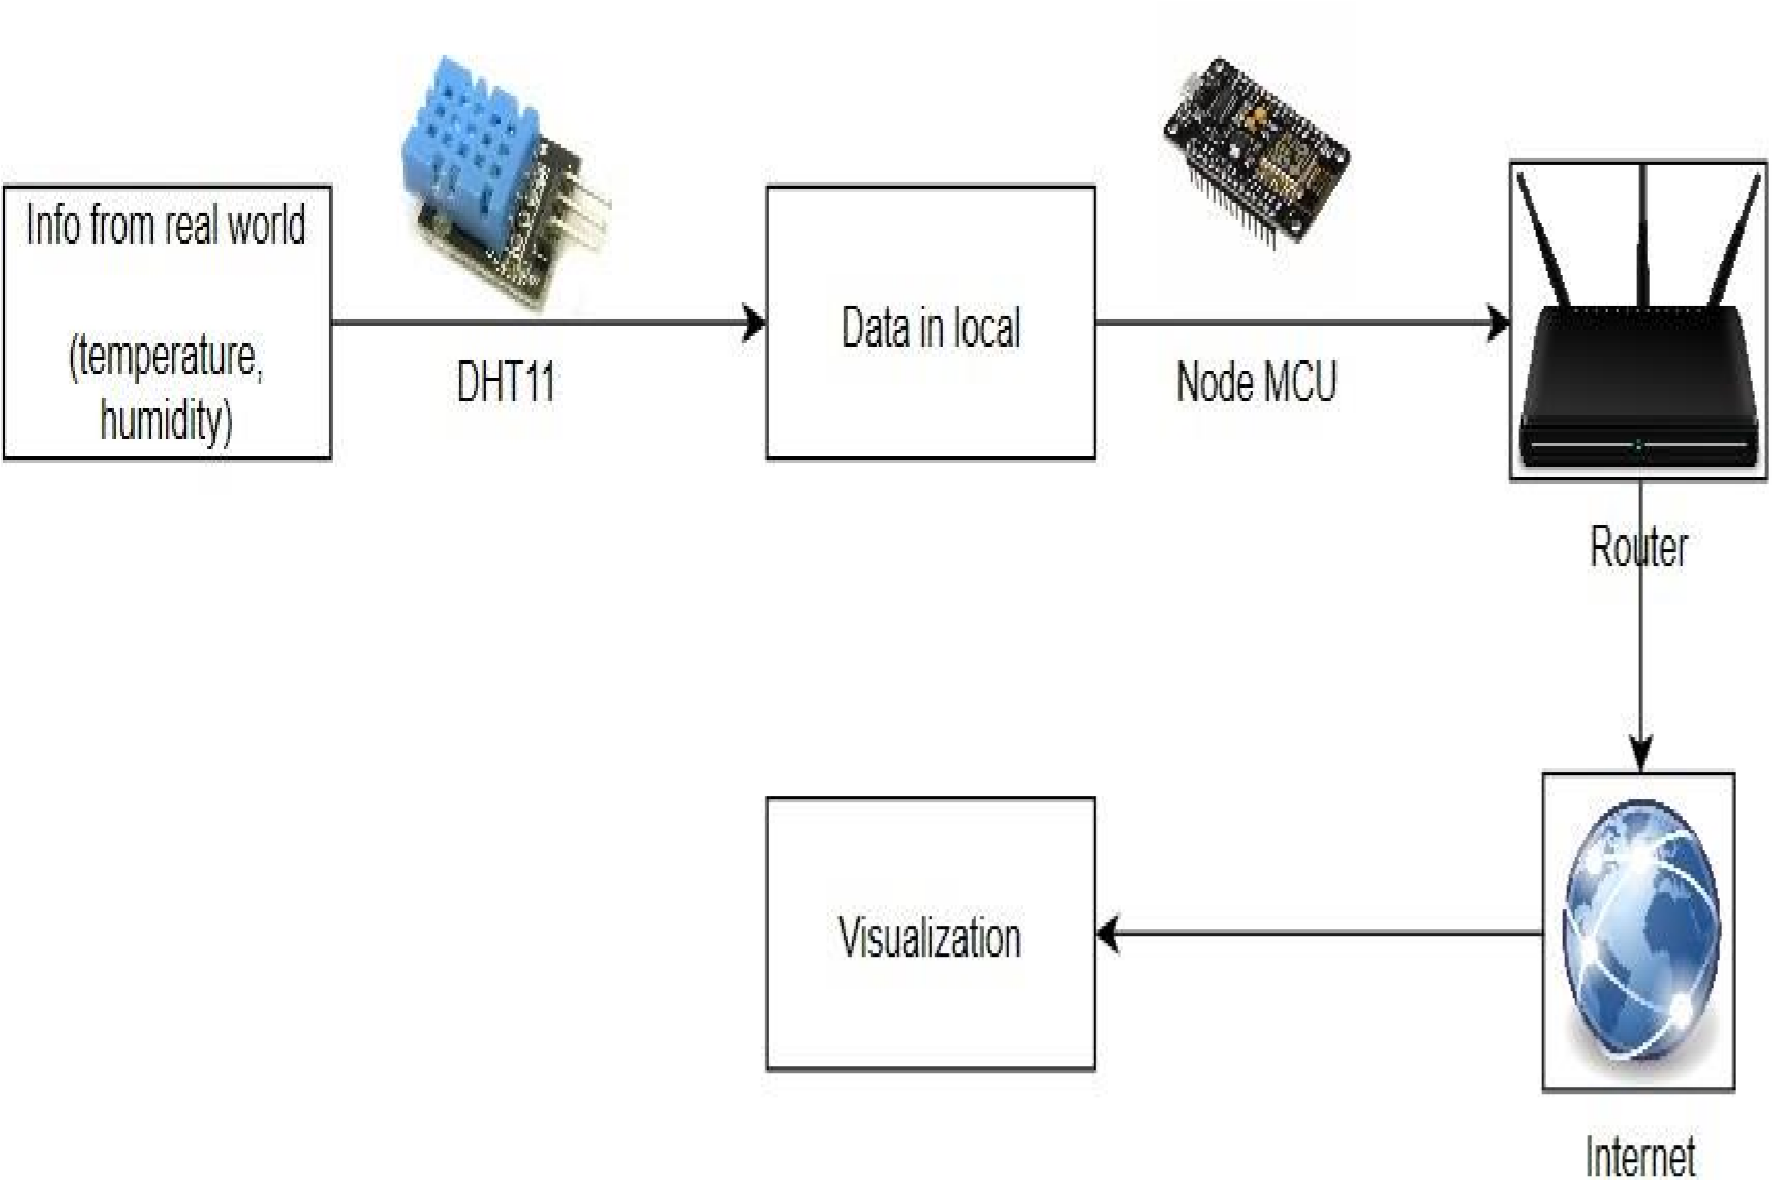 Info from real world
(temperature,
humidity)
DHT11
Data in local
Node MCU
Router
Visualization
Internet